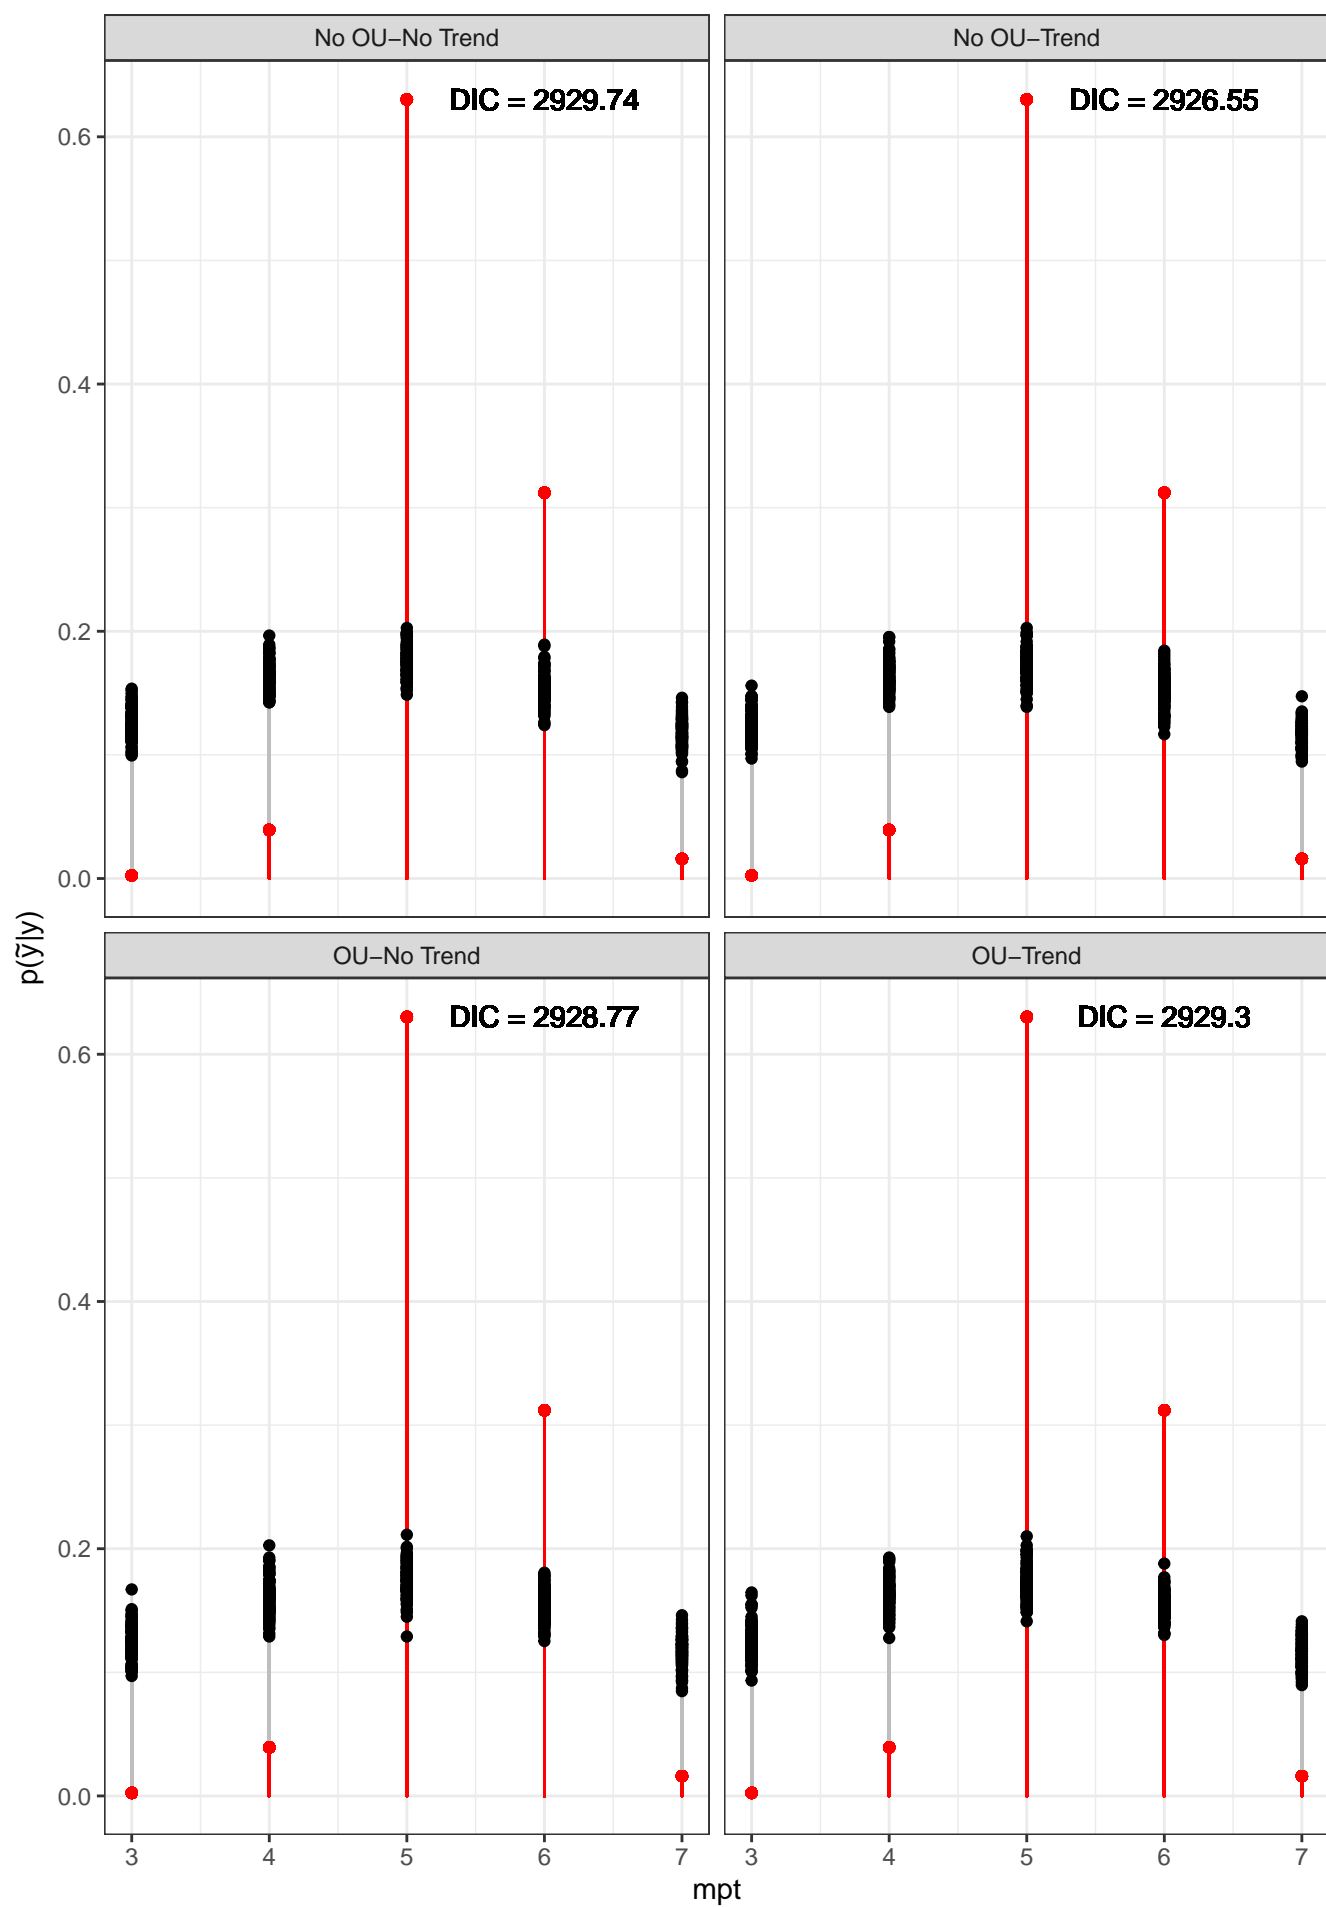 No OU−No Trend
No OU−Trend
DIC = 2929.74
DIC = 2926.55
0.6
0.4
0.2
0.0
p(ỹ|y)
OU−No Trend
OU−Trend
DIC = 2928.77
DIC = 2929.3
0.6
0.4
0.2
0.0
3 4 5 6 7
3 4 5 6 7
mpt